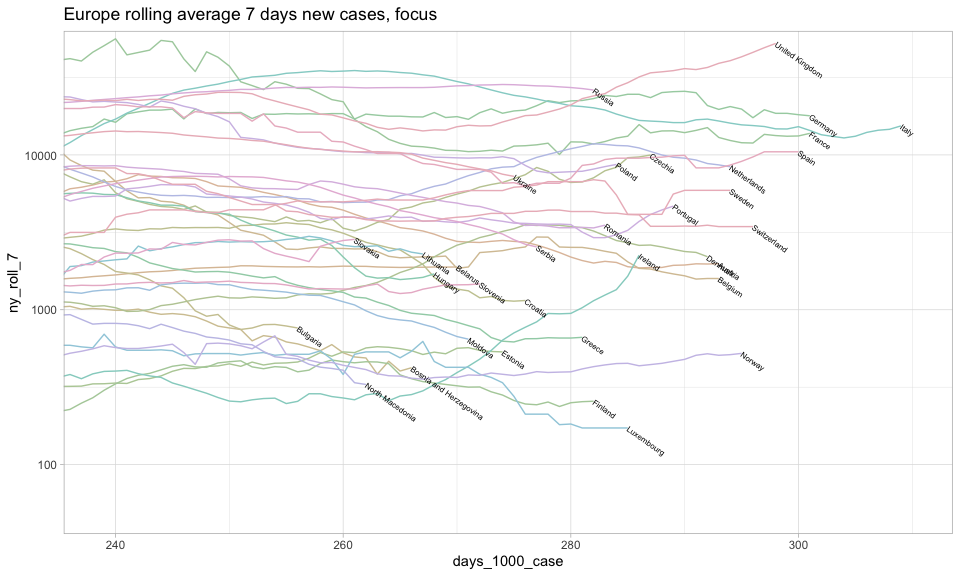 Europe rolling average 7 days new cases, focus
ny_roll_7
10000
1000
100
United Kingdom
Russia
Germany
France
Italy
Spain
Czechia
Poland
Ukraine
Netherlands
Sweden
Portugal
Switzerland
Romania
Slovakia
Serbia
Ireland
Denmark
Austria
Belgium
Lithuania
Hungary
Belarus
Slovenia
Croatia
Bulgaria
Moldova
Estonia
Greece
Norway
Bosnia and Herzegovina
North Macedonia
Finland
Luxembourg
240
260
280
300
days_1000_case